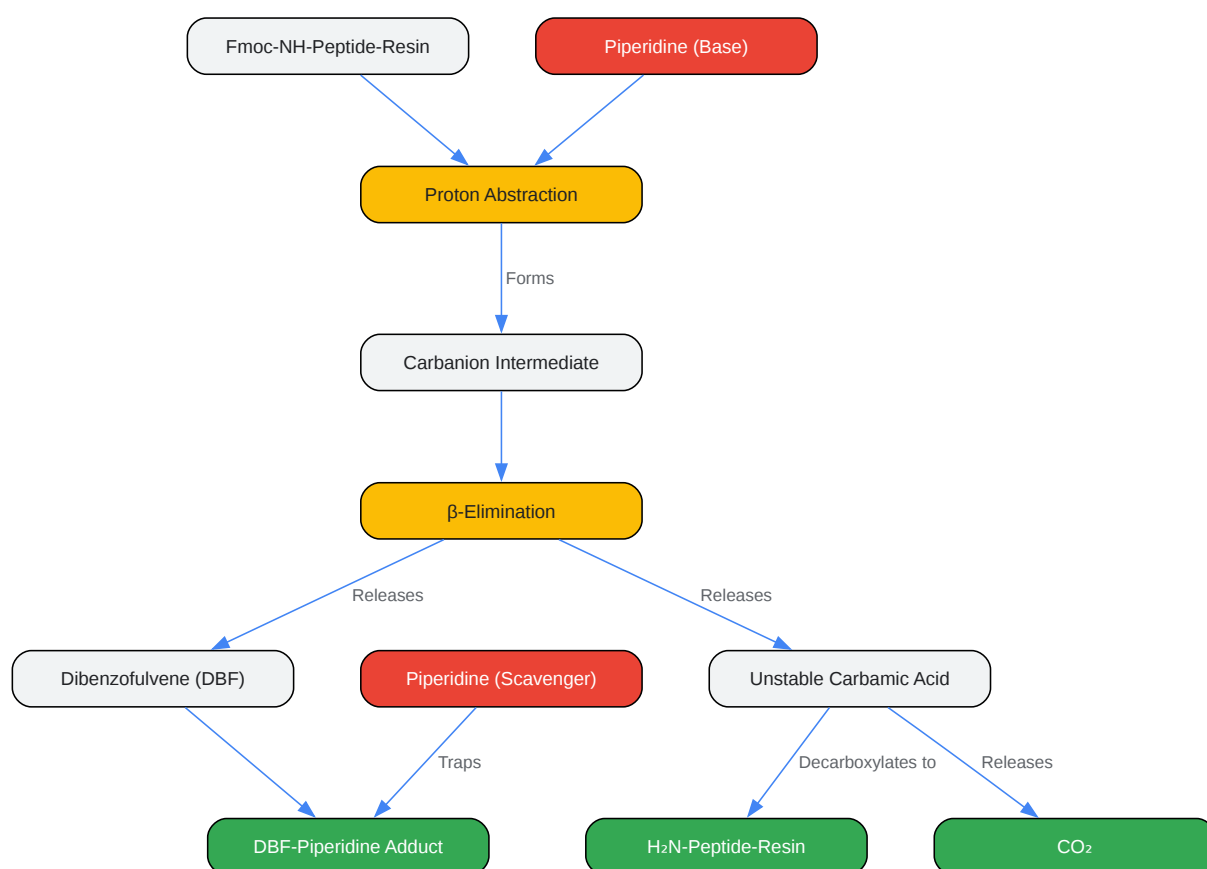 Fmoc-NH-Peptide-Resin
Piperidine (Base)
Proton Abstraction
Forms
Carbanion Intermediate
β-Elimination
Releases
Releases
Dibenzofulvene (DBF)
Piperidine (Scavenger)
Unstable Carbamic Acid
Traps
Decarboxylates to
Releases
DBF-Piperidine Adduct
H₂N-Peptide-Resin
CO₂